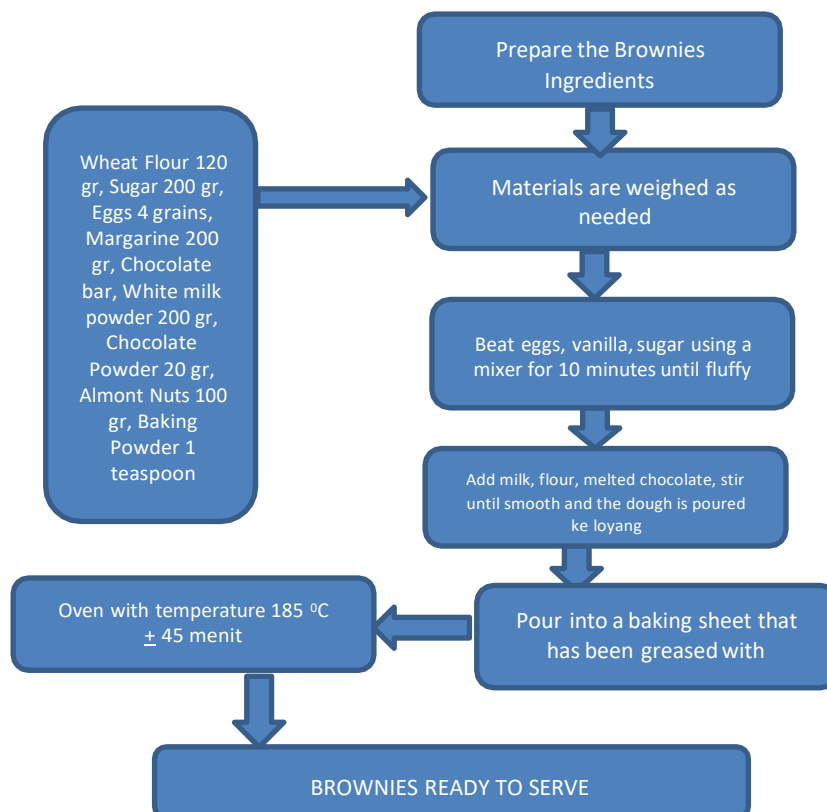 Prepare the Brownies
Ingredients
Wheat Flour 120
gr, Sugar 200 gr,
Eggs 4 grains,
Margarine 200
gr, Chocolate
bar, White milk
powder 200 gr,
Chocolate
Powder 20 gr,
Almont Nuts 100
gr, Baking
Powder 1
teaspoon
Materials are weighed as
needed
Beat eggs, vanilla, sugar using a
mixer for 10 minutes until fluffy
Add milk, flour, melted chocolate, stir
until smooth and the dough is poured
ke loyang
Pour into a baking sheet that
has been greased with
Oven with temperature 185 ⁰C
± 45 menit
BROWNIES READY TO SERVE